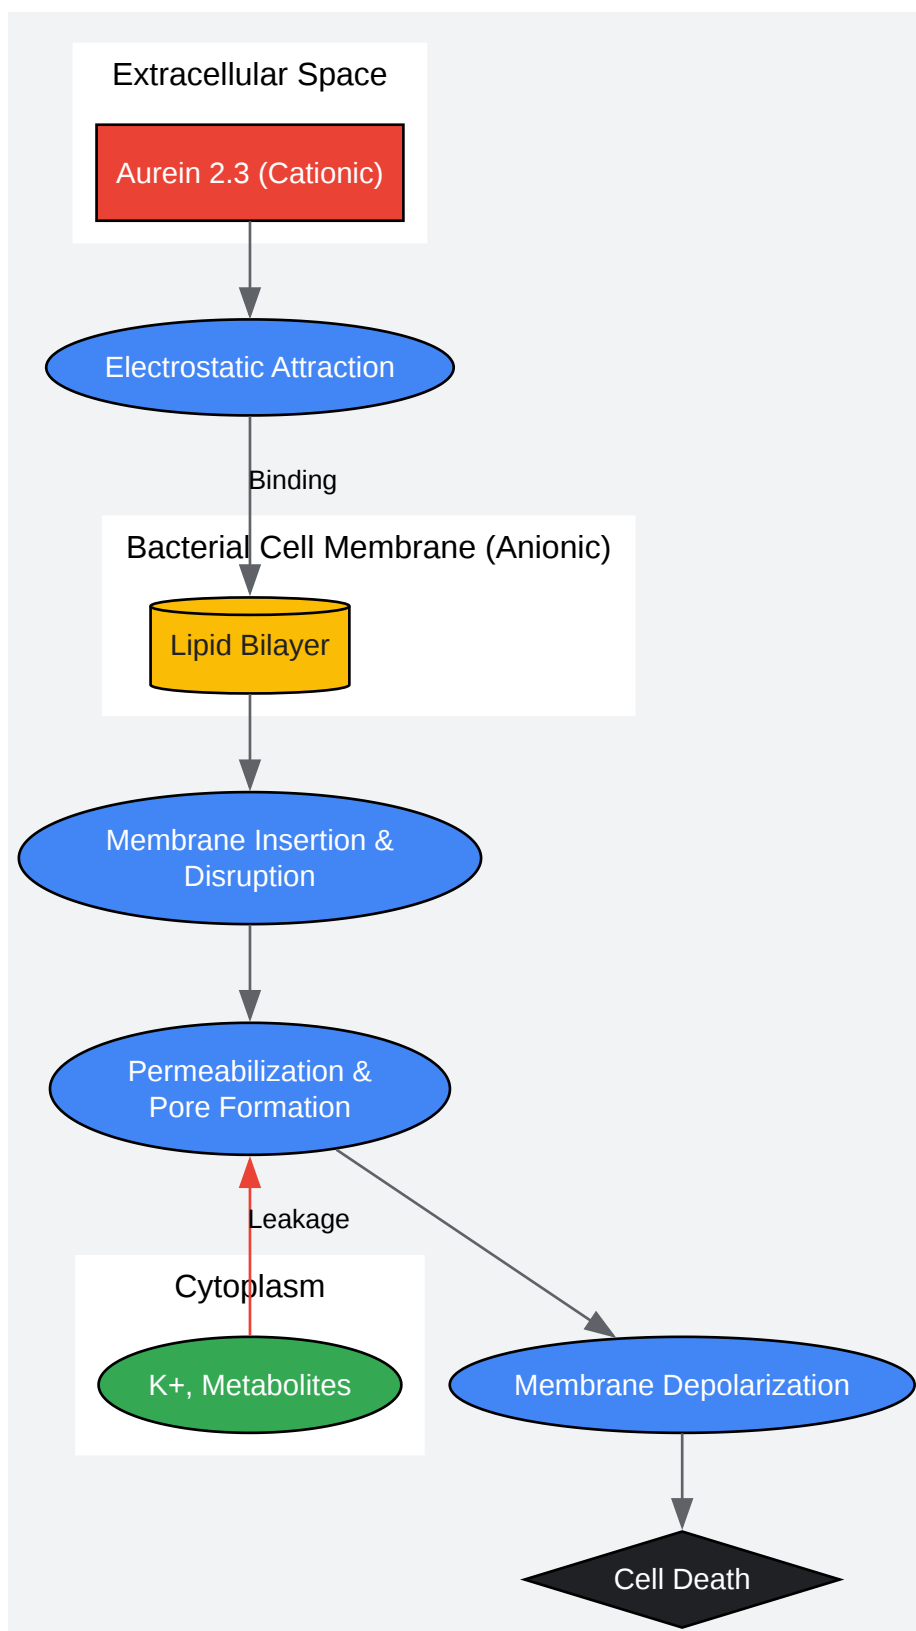 Extracellular Space
Aurein 2.3 (Cationic)
Electrostatic Attraction
Binding
Bacterial Cell Membrane (Anionic)
Lipid Bilayer
Membrane Insertion &
Disruption
Permeabilization &
Pore Formation
Leakage
Cytoplasm
K+, Metabolites
Membrane Depolarization
Cell Death